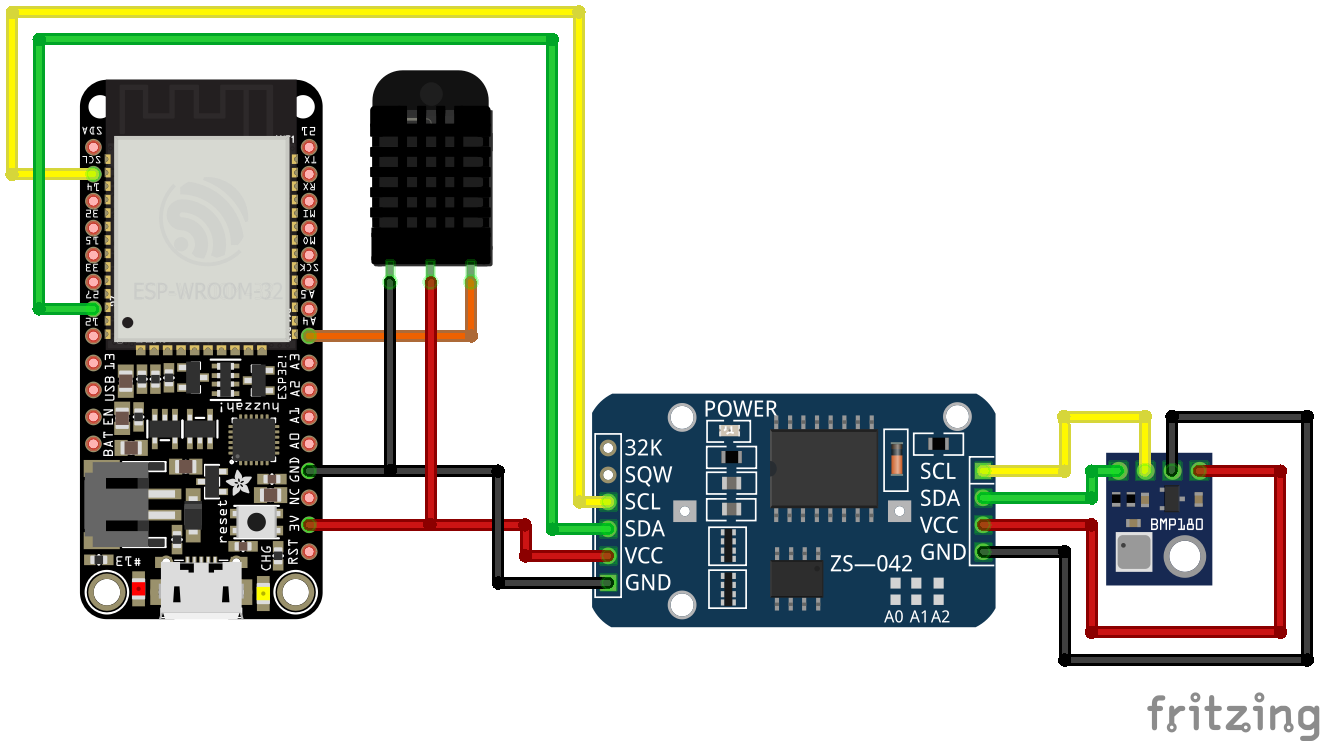 SDA
SCL
14
32
15
33
27
12
13
USB
EN
BAT
21
TX
RX
MI
MO
SCK
A5
A4
A3
A2
A1
A0
GND
NC
3V
RST
ESP-WROOM-32
ESP32!
huzzah!
reset
CHG
#13
POWER
32K
SQW
SCL
SDA
VCC
GND
SCL
SDA
VCC
GND
ZS—042
A0 A1 A2
BMP180
fritzing